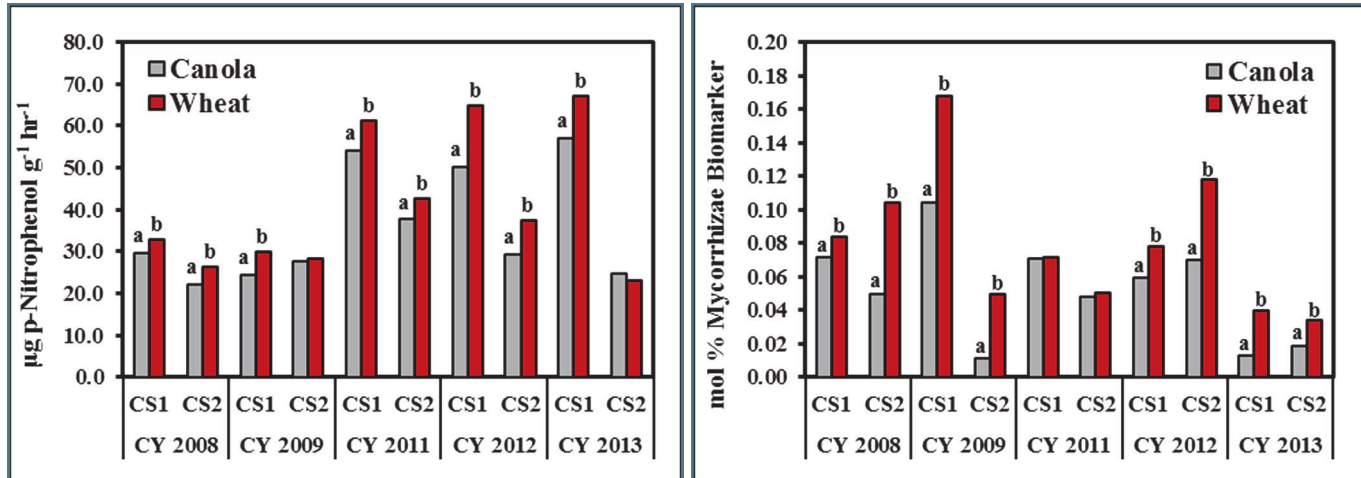 80.0
70.0
60.0
50.0
40.0
30.0
20.0
10.0
0.0
µg p-Nitrophenol g⁻¹ hr⁻¹
Canola
Wheat
a b a b a b a b a b a b a b a b
CS1 CS2 CS1 CS2 CS1 CS2 CS1 CS2 CS1 CS2
CY 2008 CY 2009 CY 2011 CY 2012 CY 2013
0.20
0.18
0.16
0.14
0.12
0.10
0.08
0.06
0.04
0.02
0.00
mol % Mycorrhizae Biomarker
Canola
Wheat
a b a b a b a b a b a b a b a b
CS1 CS2 CS1 CS2 CS1 CS2 CS1 CS2 CS1 CS2
CY 2008 CY 2009 CY 2011 CY 2012 CY 2013